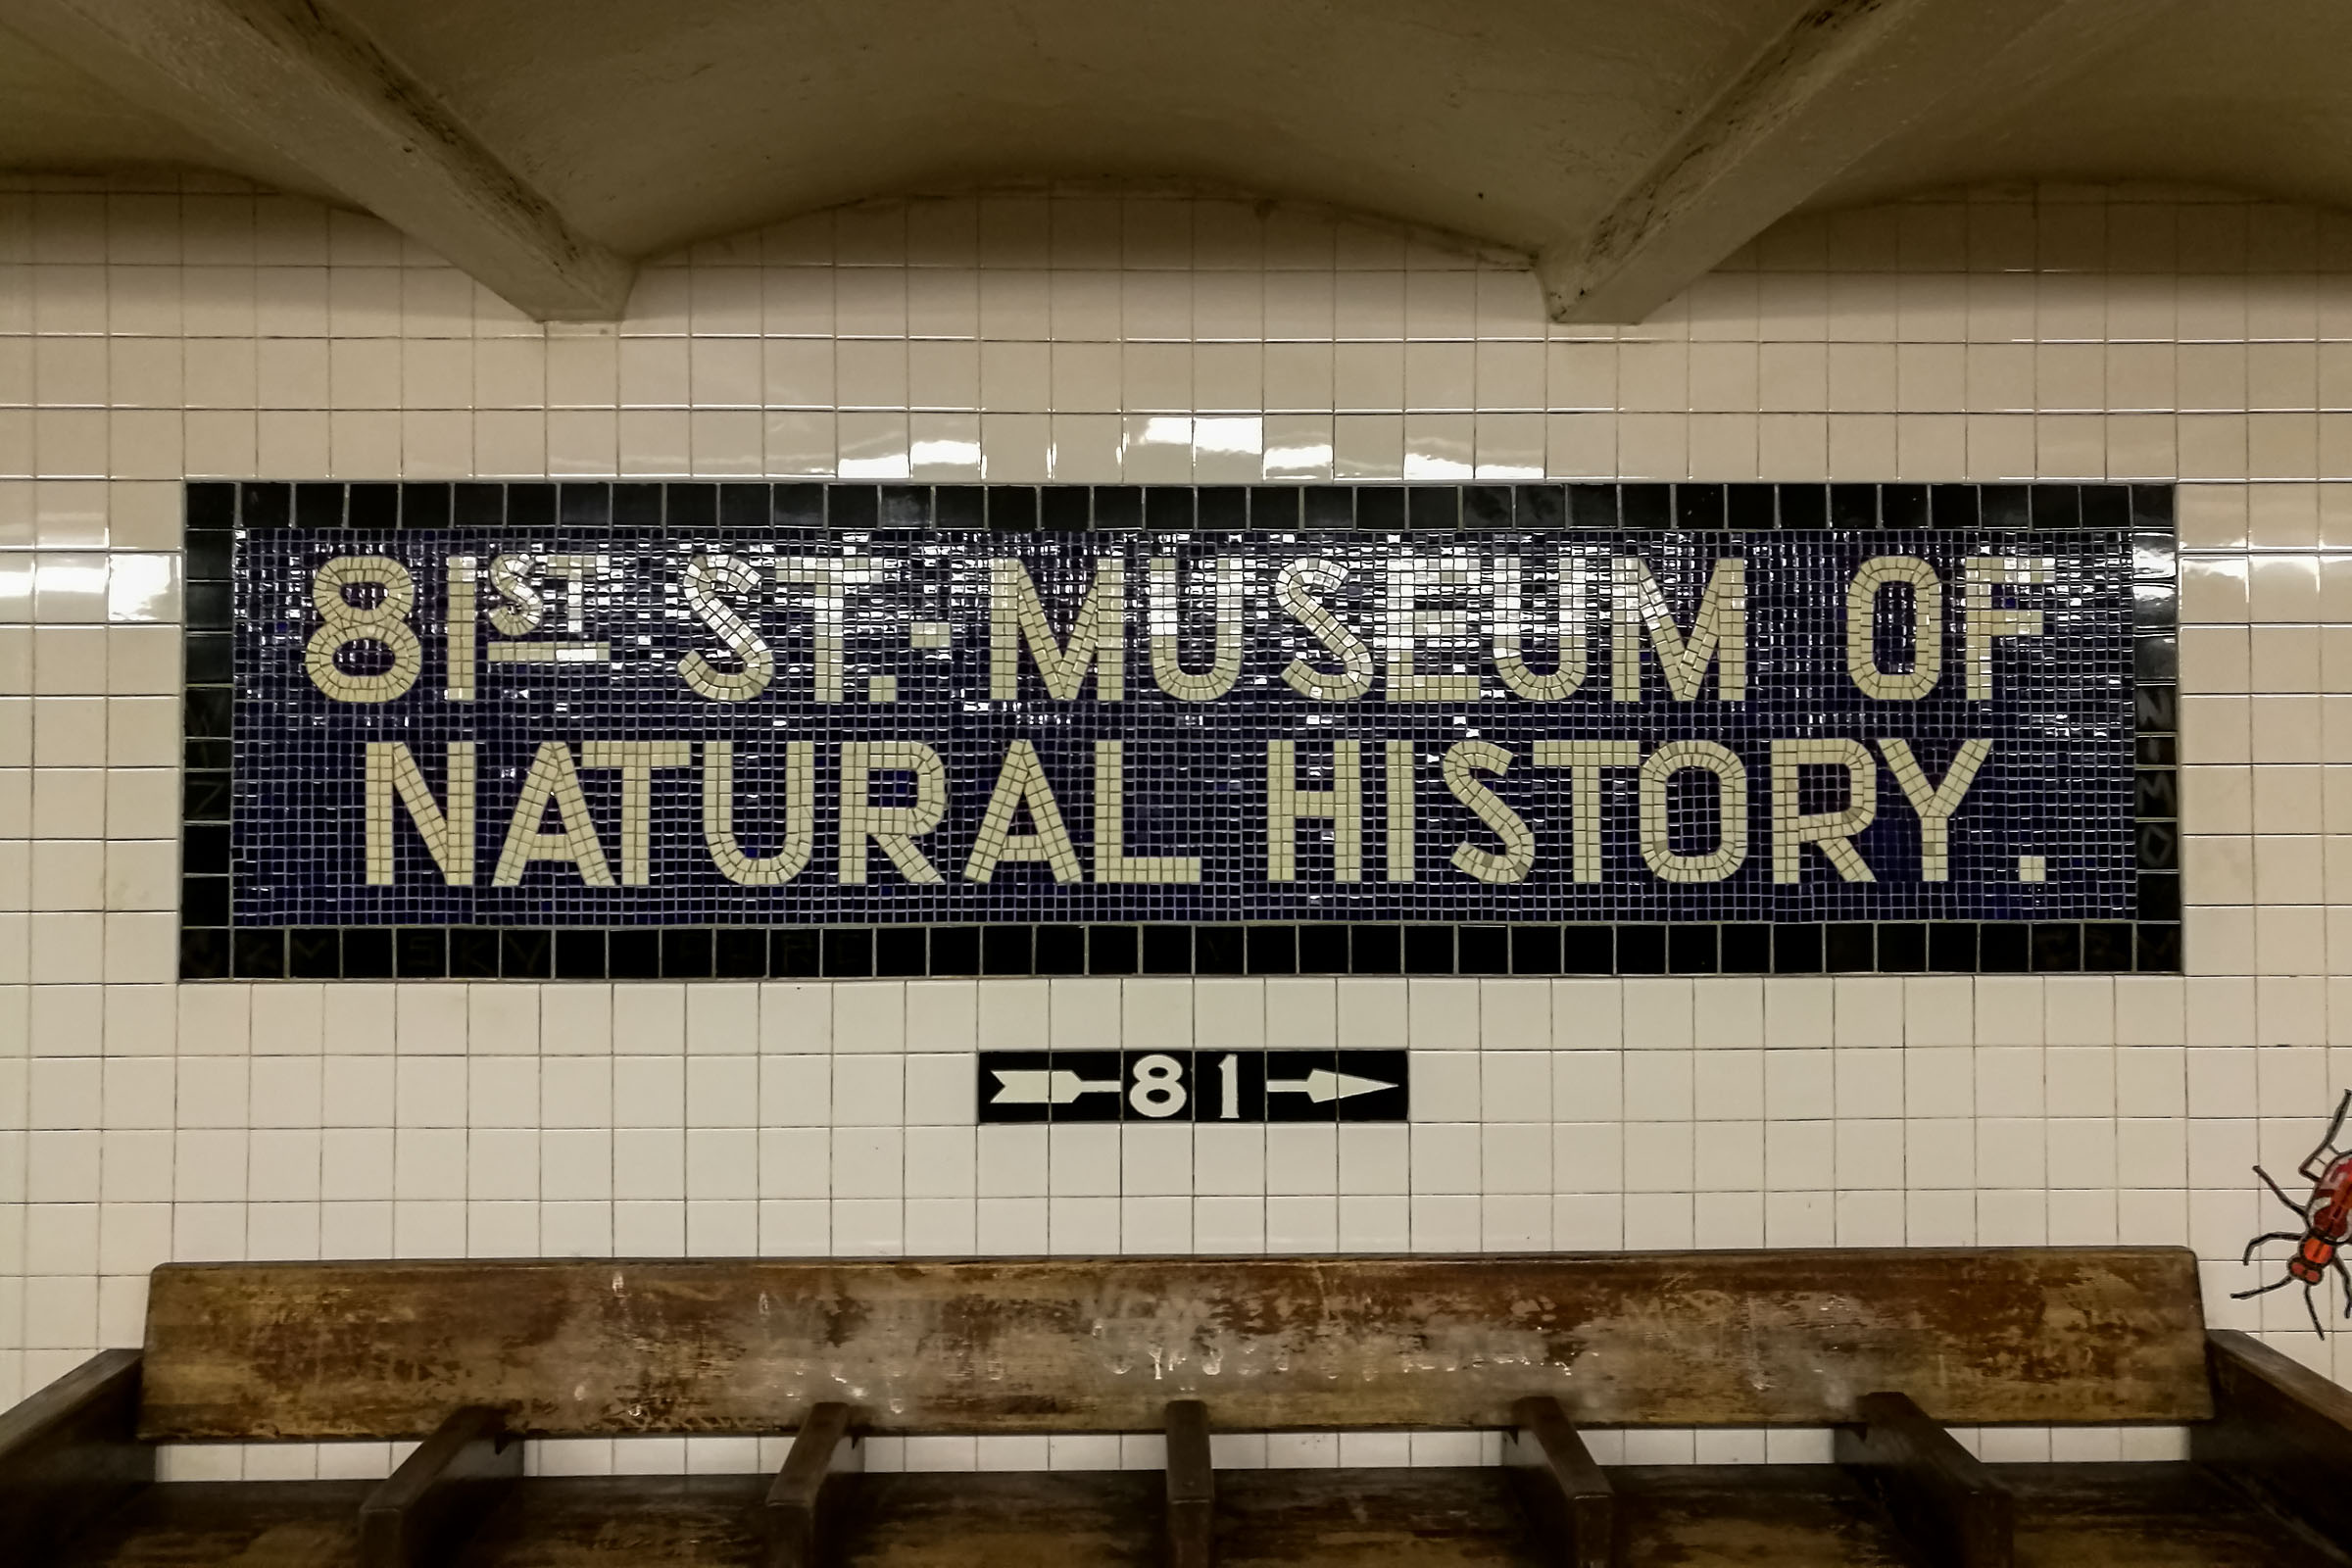 81ST ST.-MUSEUM OF
NATURAL HISTORY.
81